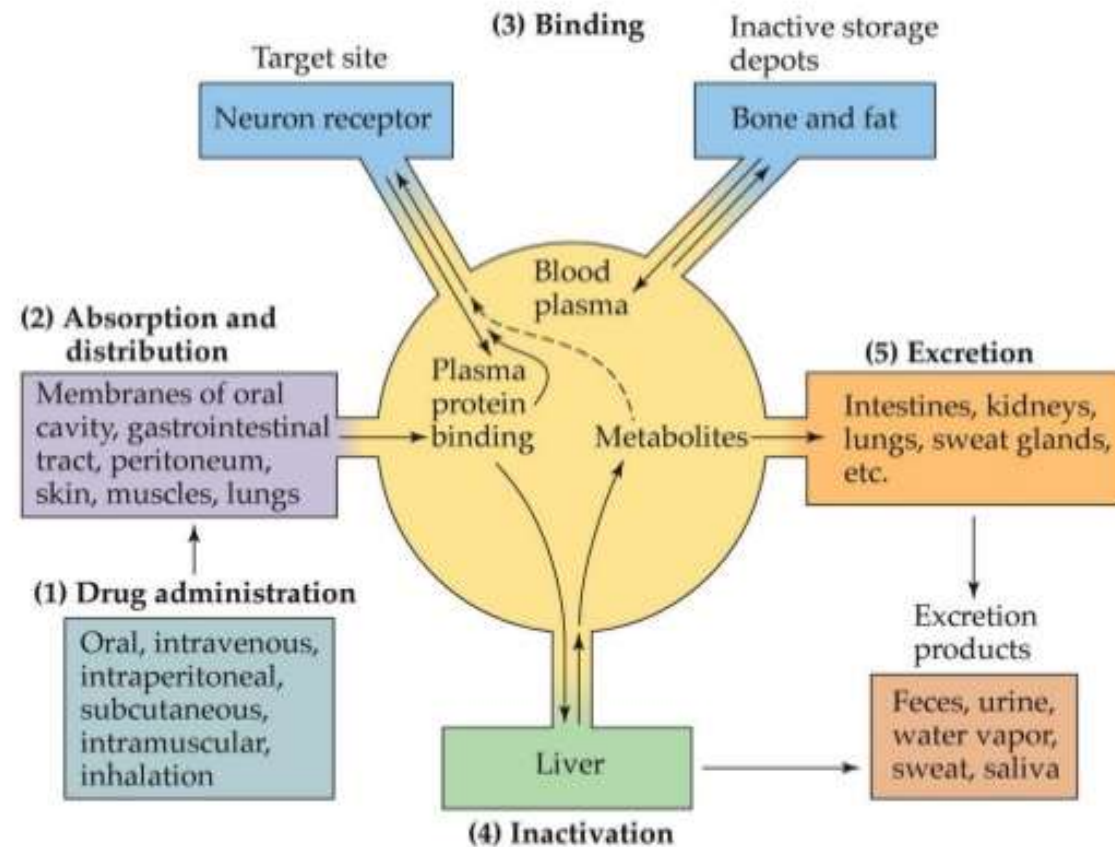 (3) Binding
Target site
Neuron receptor
Inactive storage
depots
Bone and fat
Blood
plasma
(2) Absorption and
distribution
Membranes of oral
cavity, gastrointestinal
tract, peritoneum,
skin, muscles, lungs
Plasma
protein
binding
Metabolites
(5) Excretion
Intestines, kidneys,
lungs, sweat glands,
etc.
(1) Drug administration
Oral, intravenous,
intraperitoneal,
subcutaneous,
intramuscular,
inhalation
Excretion
products
Feces, urine,
water vapor,
sweat, saliva
Liver
(4) Inactivation